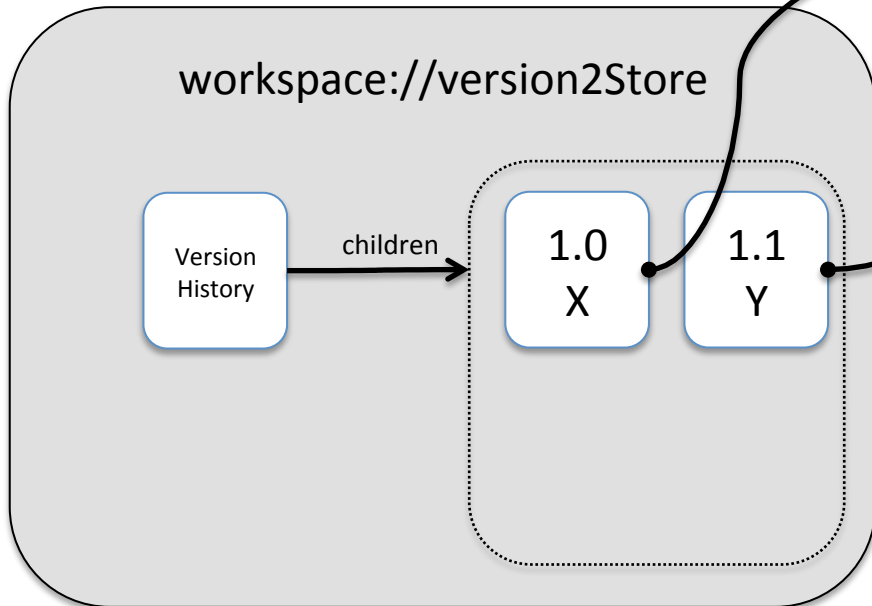 workspace://version2Store
Version
History
children
1.0
X
1.1
Y